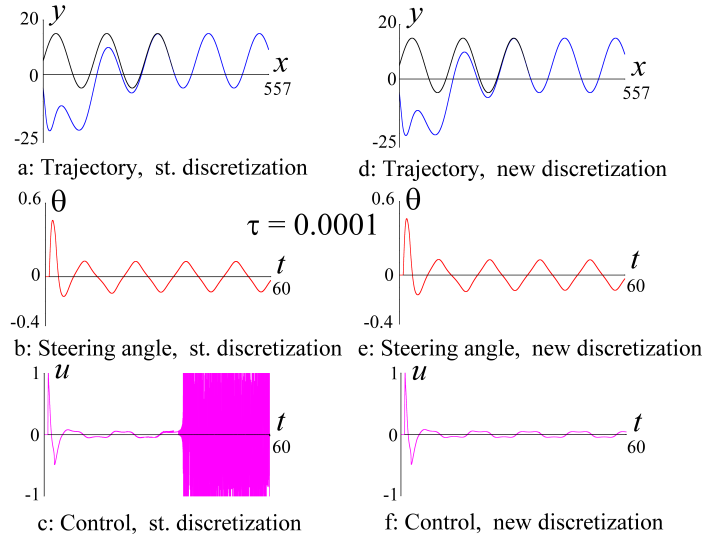 20 y
0
x
557
-25
a: Trajectory, st. discretization
20 y
0
x
557
-25
d: Trajectory, new discretization
0.6 θ
τ = 0.0001
0
t
60
-0.4
b: Steering angle, st. discretization
0.6 θ
0
t
60
-0.4
e: Steering angle, new discretization
1 u
0
t
60
-1
c: Control, st. discretization
1 u
0
t
60
-1
f: Control, new discretization